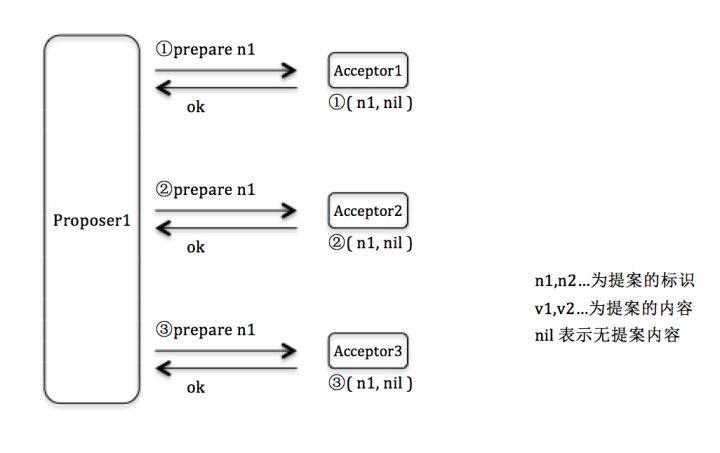 ①prepare n1
Acceptor1
ok
①( n1, nil )
②prepare n1
Acceptor2
Proposer1
ok
②( n1, nil )
n1,n2...为提案的标识
v1,v2...为提案的内容
③prepare n1
nil 表示无提案内容
Acceptor3
ok
③( n1, nil )